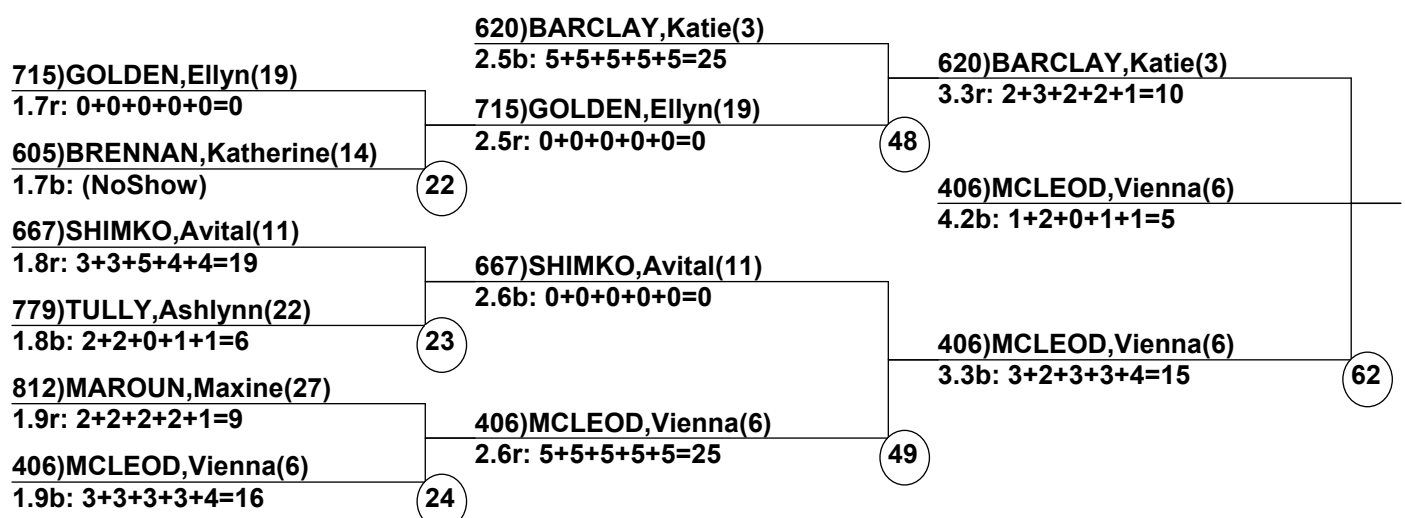 715)GOLDEN,Ellyn(19)
1.7r: 0+0+0+0+0=0
605)BRENNAN,Katherine(14)
1.7b: (NoShow)
22
667)SHIMKO,Avital(11)
1.8r: 3+3+5+4+4=19
779)TULLY,Ashlynn(22)
1.8b: 2+2+0+1+1=6
23
812)MAROUN,Maxine(27)
1.9r: 2+2+2+2+1=9
406)MCLEOD,Vienna(6)
1.9b: 3+3+3+3+4=16
24
620)BARCLAY,Katie(3)
2.5b: 5+5+5+5+5=25
715)GOLDEN,Ellyn(19)
2.5r: 0+0+0+0+0=0
48
667)SHIMKO,Avital(11)
2.6b: 0+0+0+0+0=0
406)MCLEOD,Vienna(6)
2.6r: 5+5+5+5+5=25
49
620)BARCLAY,Katie(3)
3.3r: 2+3+2+2+1=10
406)MCLEOD,Vienna(6)
4.2b: 1+2+0+1+1=5
406)MCLEOD,Vienna(6)
3.3b: 3+2+3+3+4=15
62